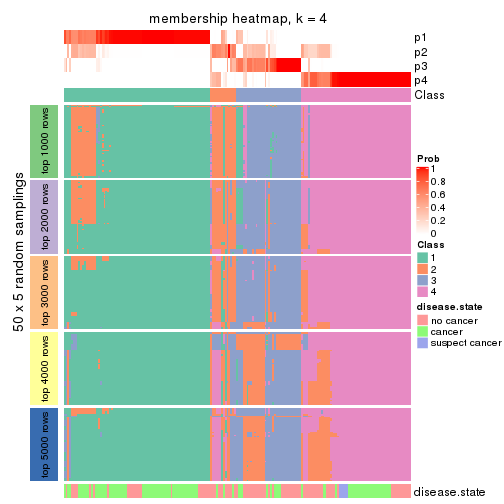 membership heatmap, k = 4
p1
p2
p3
p4
Class
50 x 5 random samplings
top 1000 rows
top 2000 rows
top 3000 rows
top 4000 rows
top 5000 rows
disease.state
Prob
1
0.8
0.6
0.4
0.2
0
Class
1
2
3
4
disease.state
no cancer
cancer
suspect cancer